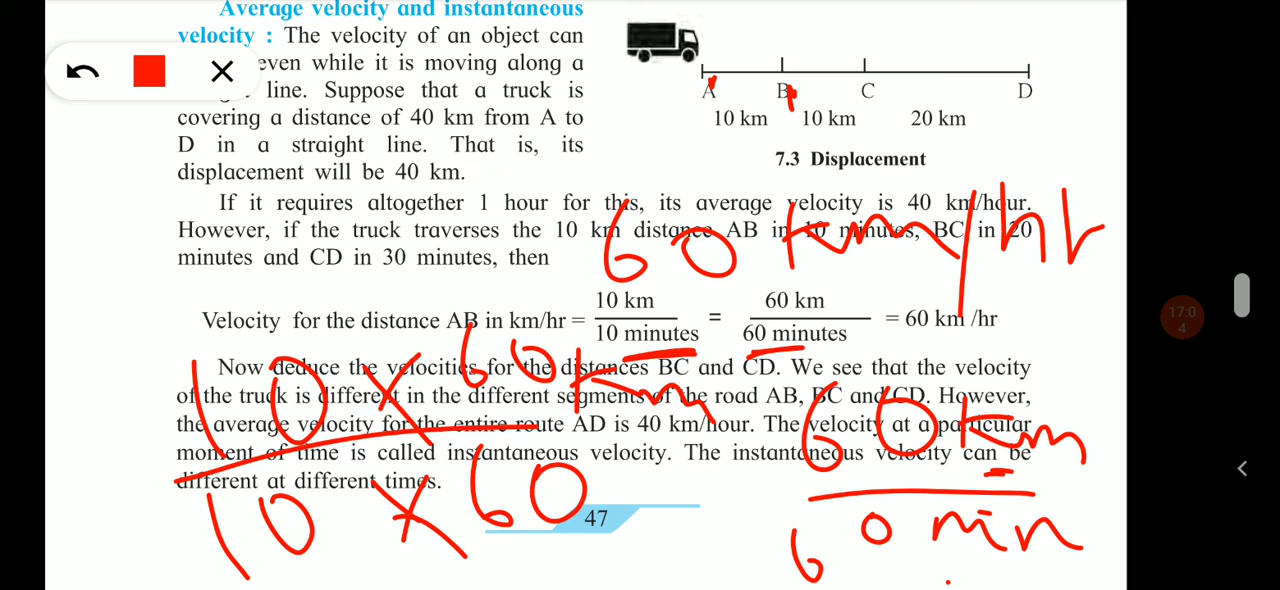 Average velocity and instantaneous
velocity : The velocity of an object can
even while it is moving along a
line. Suppose that a truck is
covering a distance of 40 km from A to
D in a straight line. That is, its
displacement will be 40 km.
A B C D
10 km 10 km 20 km
7.3 Displacement
If it requires altogether 1 hour for this, its average velocity is 40 km/hour.
However, if the truck traverses the 10 km distance AB in 10 minutes, BC in 20
minutes and CD in 30 minutes, then
60 km/hr
Velocity for the distance AB in km/hr = 10 km / 10 minutes = 60 km / 60 minutes = 60 km /hr
Now deduce the velocities for the distances BC and CD. We see that the velocity
of the truck is different in the different segments of the road AB, BC and CD. However,
the average velocity for the entire route AD is 40 km/hour. The velocity at a particular
moment of time is called instantaneous velocity. The instantaneous velocity can be
different at different times.
10 × 60 km
10 × 60
60 km
60 min
47
17:0
4